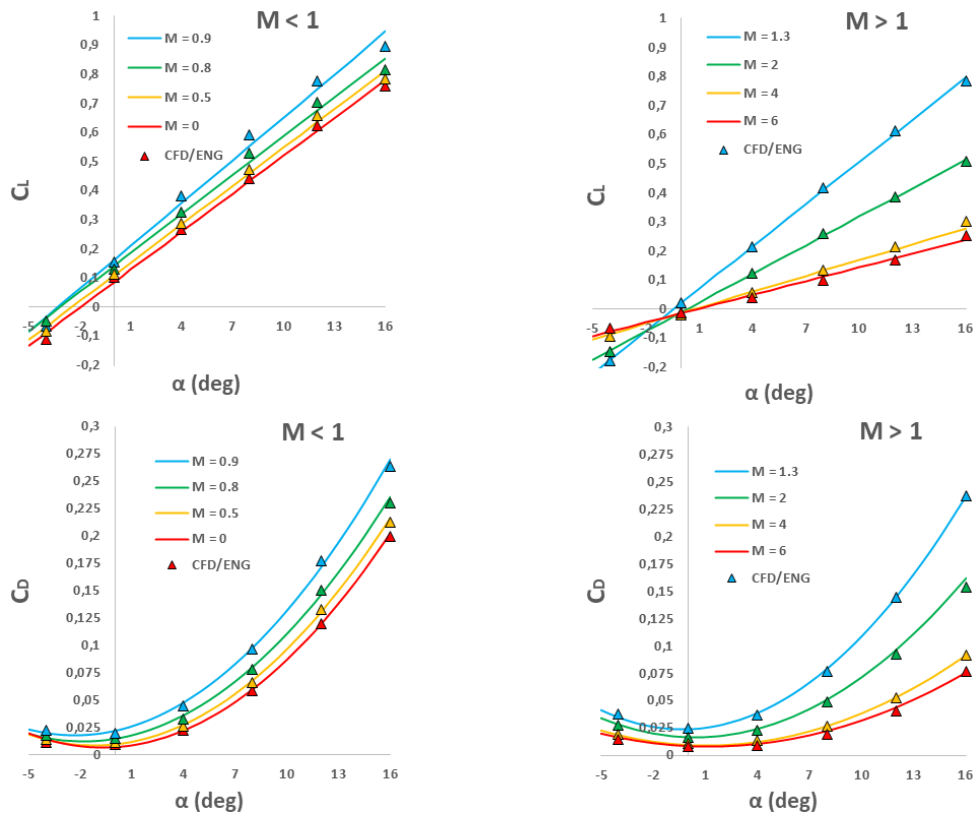 M < 1
1
0,9
0,8
0,7
0,6
0,5
0,4
0,3
0,2
0,1
0
-0,1
-0,2
CL
M = 0.9
M = 0.8
M = 0.5
M = 0
CFD/ENG
-5 -2 1 4 7 10 13 16
α (deg)
M > 1
1
0,9
0,8
0,7
0,6
0,5
0,4
0,3
0,2
0,1
0
-0,1
-0,2
CL
M = 1.3
M = 2
M = 4
M = 6
CFD/ENG
-5 -2 1 4 7 10 13 16
α (deg)
M < 1
0,3
0,275
0,25
0,225
0,2
0,175
0,15
0,125
0,1
0,075
0,05
0,025
0
CD
M = 0.9
M = 0.8
M = 0.5
M = 0
CFD/ENG
-5 -2 1 4 7 10 13 16
α (deg)
M > 1
0,3
0,275
0,25
0,225
0,2
0,175
0,15
0,125
0,1
0,075
0,05
0,025
0
CD
M = 1.3
M = 2
M = 4
M = 6
CFD/ENG
-5 -2 1 4 7 10 13 16
α (deg)